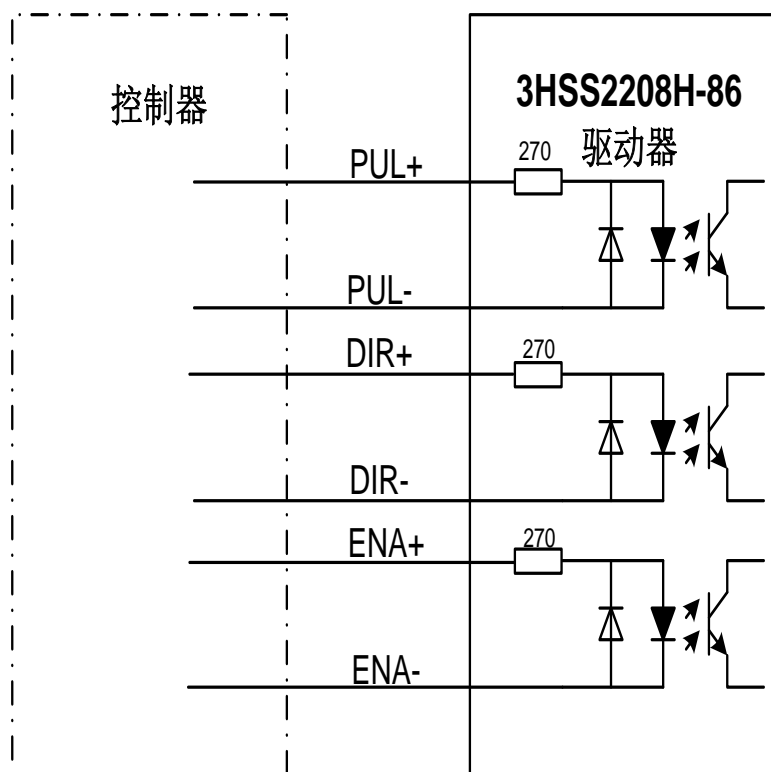 控制器
3HSS2208H-86
驱动器
PUL+
270
PUL-
DIR+
270
DIR-
ENA+
270
ENA-